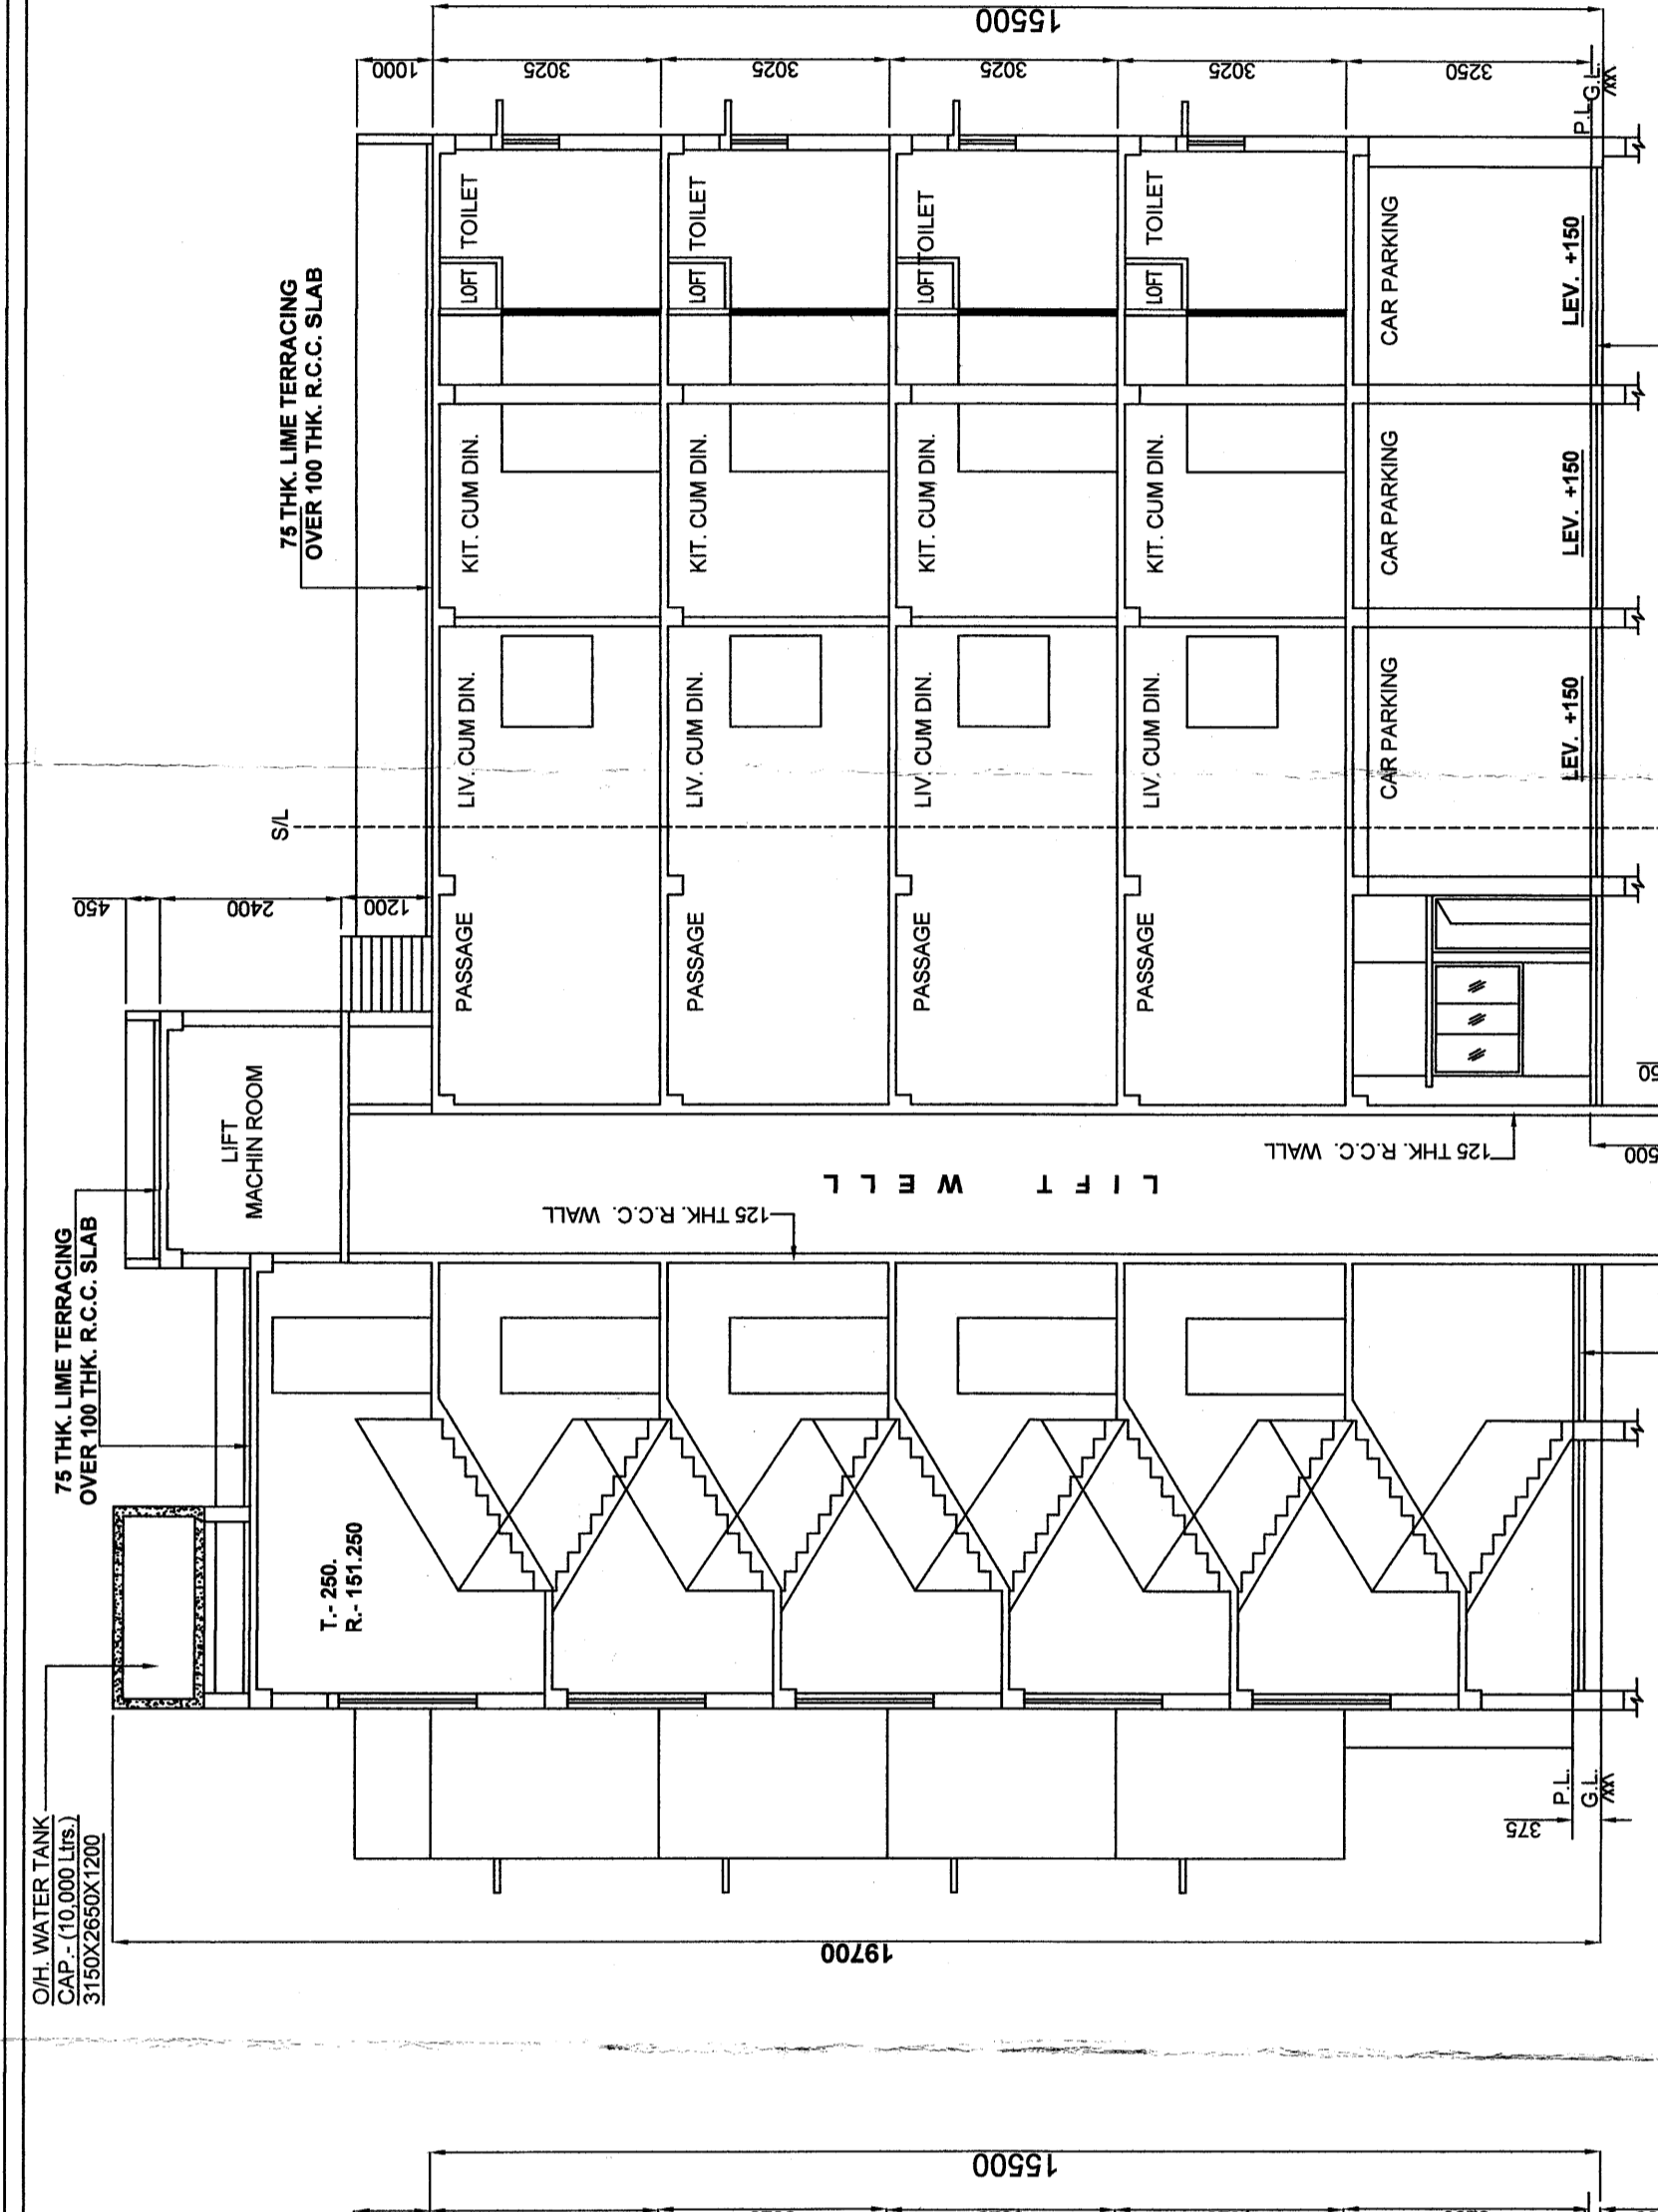 O/H. WATER TANK
CAP.- (10,000 Ltrs.)
3150X2650X1200
75 THK. LIME TERRACING
OVER 100 THK. R.C.C. SLAB
LIFT
MACHIN ROOM
450
2400
1200
S/L
75 THK. LIME TERRACING
OVER 100 THK. R.C.C. SLAB
1000
3025
3025
3025
3025
3250
15500
T.- 250.
R.- 151.250
PASSAGE
LIV. CUM DIN.
KIT. CUM DIN.
LOFT
TOILET
PASSAGE
LIV. CUM DIN.
KIT. CUM DIN.
LOFT
TOILET
PASSAGE
LIV. CUM DIN.
KIT. CUM DIN.
LOFT
TOILET
PASSAGE
LIV. CUM DIN.
KIT. CUM DIN.
LOFT
TOILET
CAR PARKING
CAR PARKING
CAR PARKING
LEV. +150
LEV. +150
LEV. +150
P.L.
G.L.
125 THK. R.C.C. WALL
LIFT WELL
125 THK. R.C.C. WALL
19700
P.L.
G.L.
375
15500